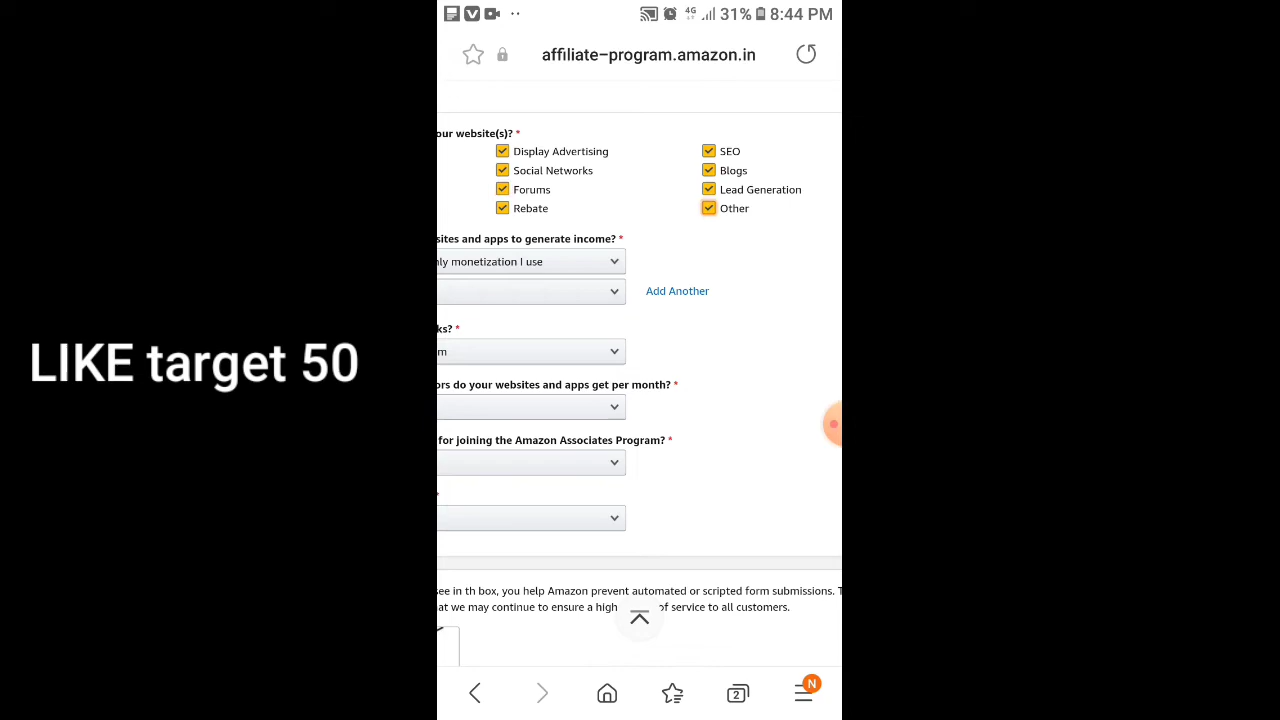 31% 8:44 PM
affiliate-program.amazon.in
our website(s)? *
Display Advertising
SEO
Social Networks
Blogs
Forums
Lead Generation
Rebate
Other
sites and apps to generate income? *
nly monetization I use
Add Another
ks? *
m
ors do your websites and apps get per month? *
for joining the Amazon Associates Program? *
*
see in th box, you help Amazon prevent automated or scripted form submissions. T
at we may continue to ensure a high of service to all customers.
LIKE target 50
2
N
4G
V